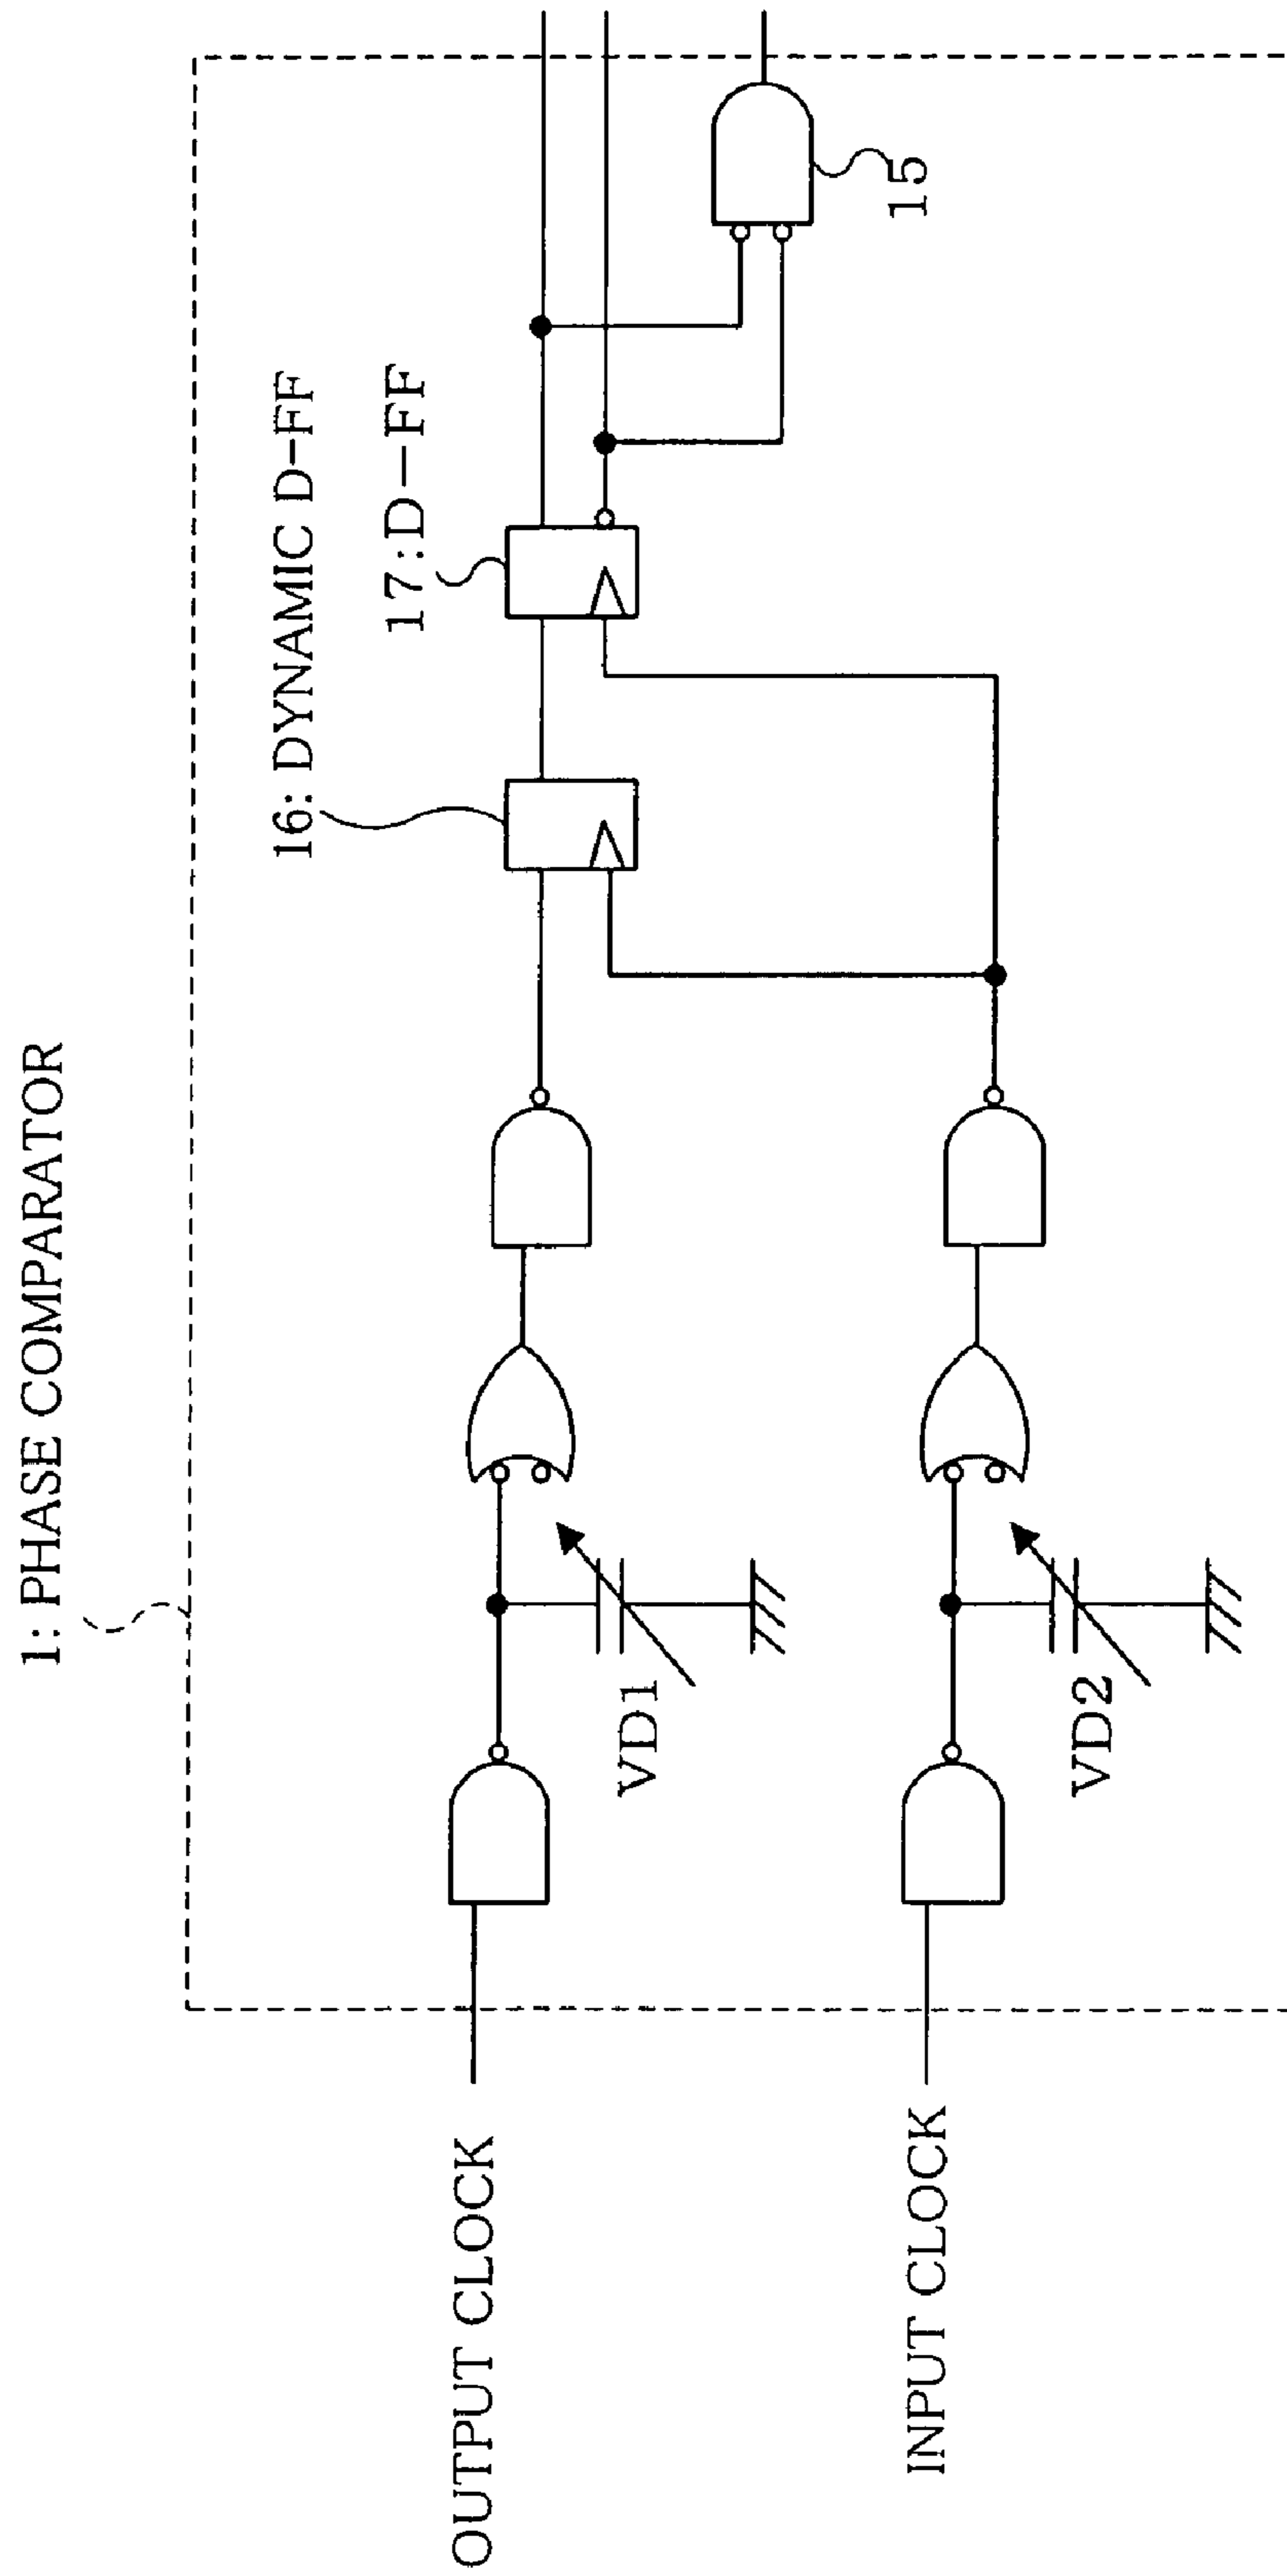 1: PHASE COMPARATOR
16: DYNAMIC D-FF
17:D-FF
15
VD1
VD2
OUTPUT CLOCK
INPUT CLOCK